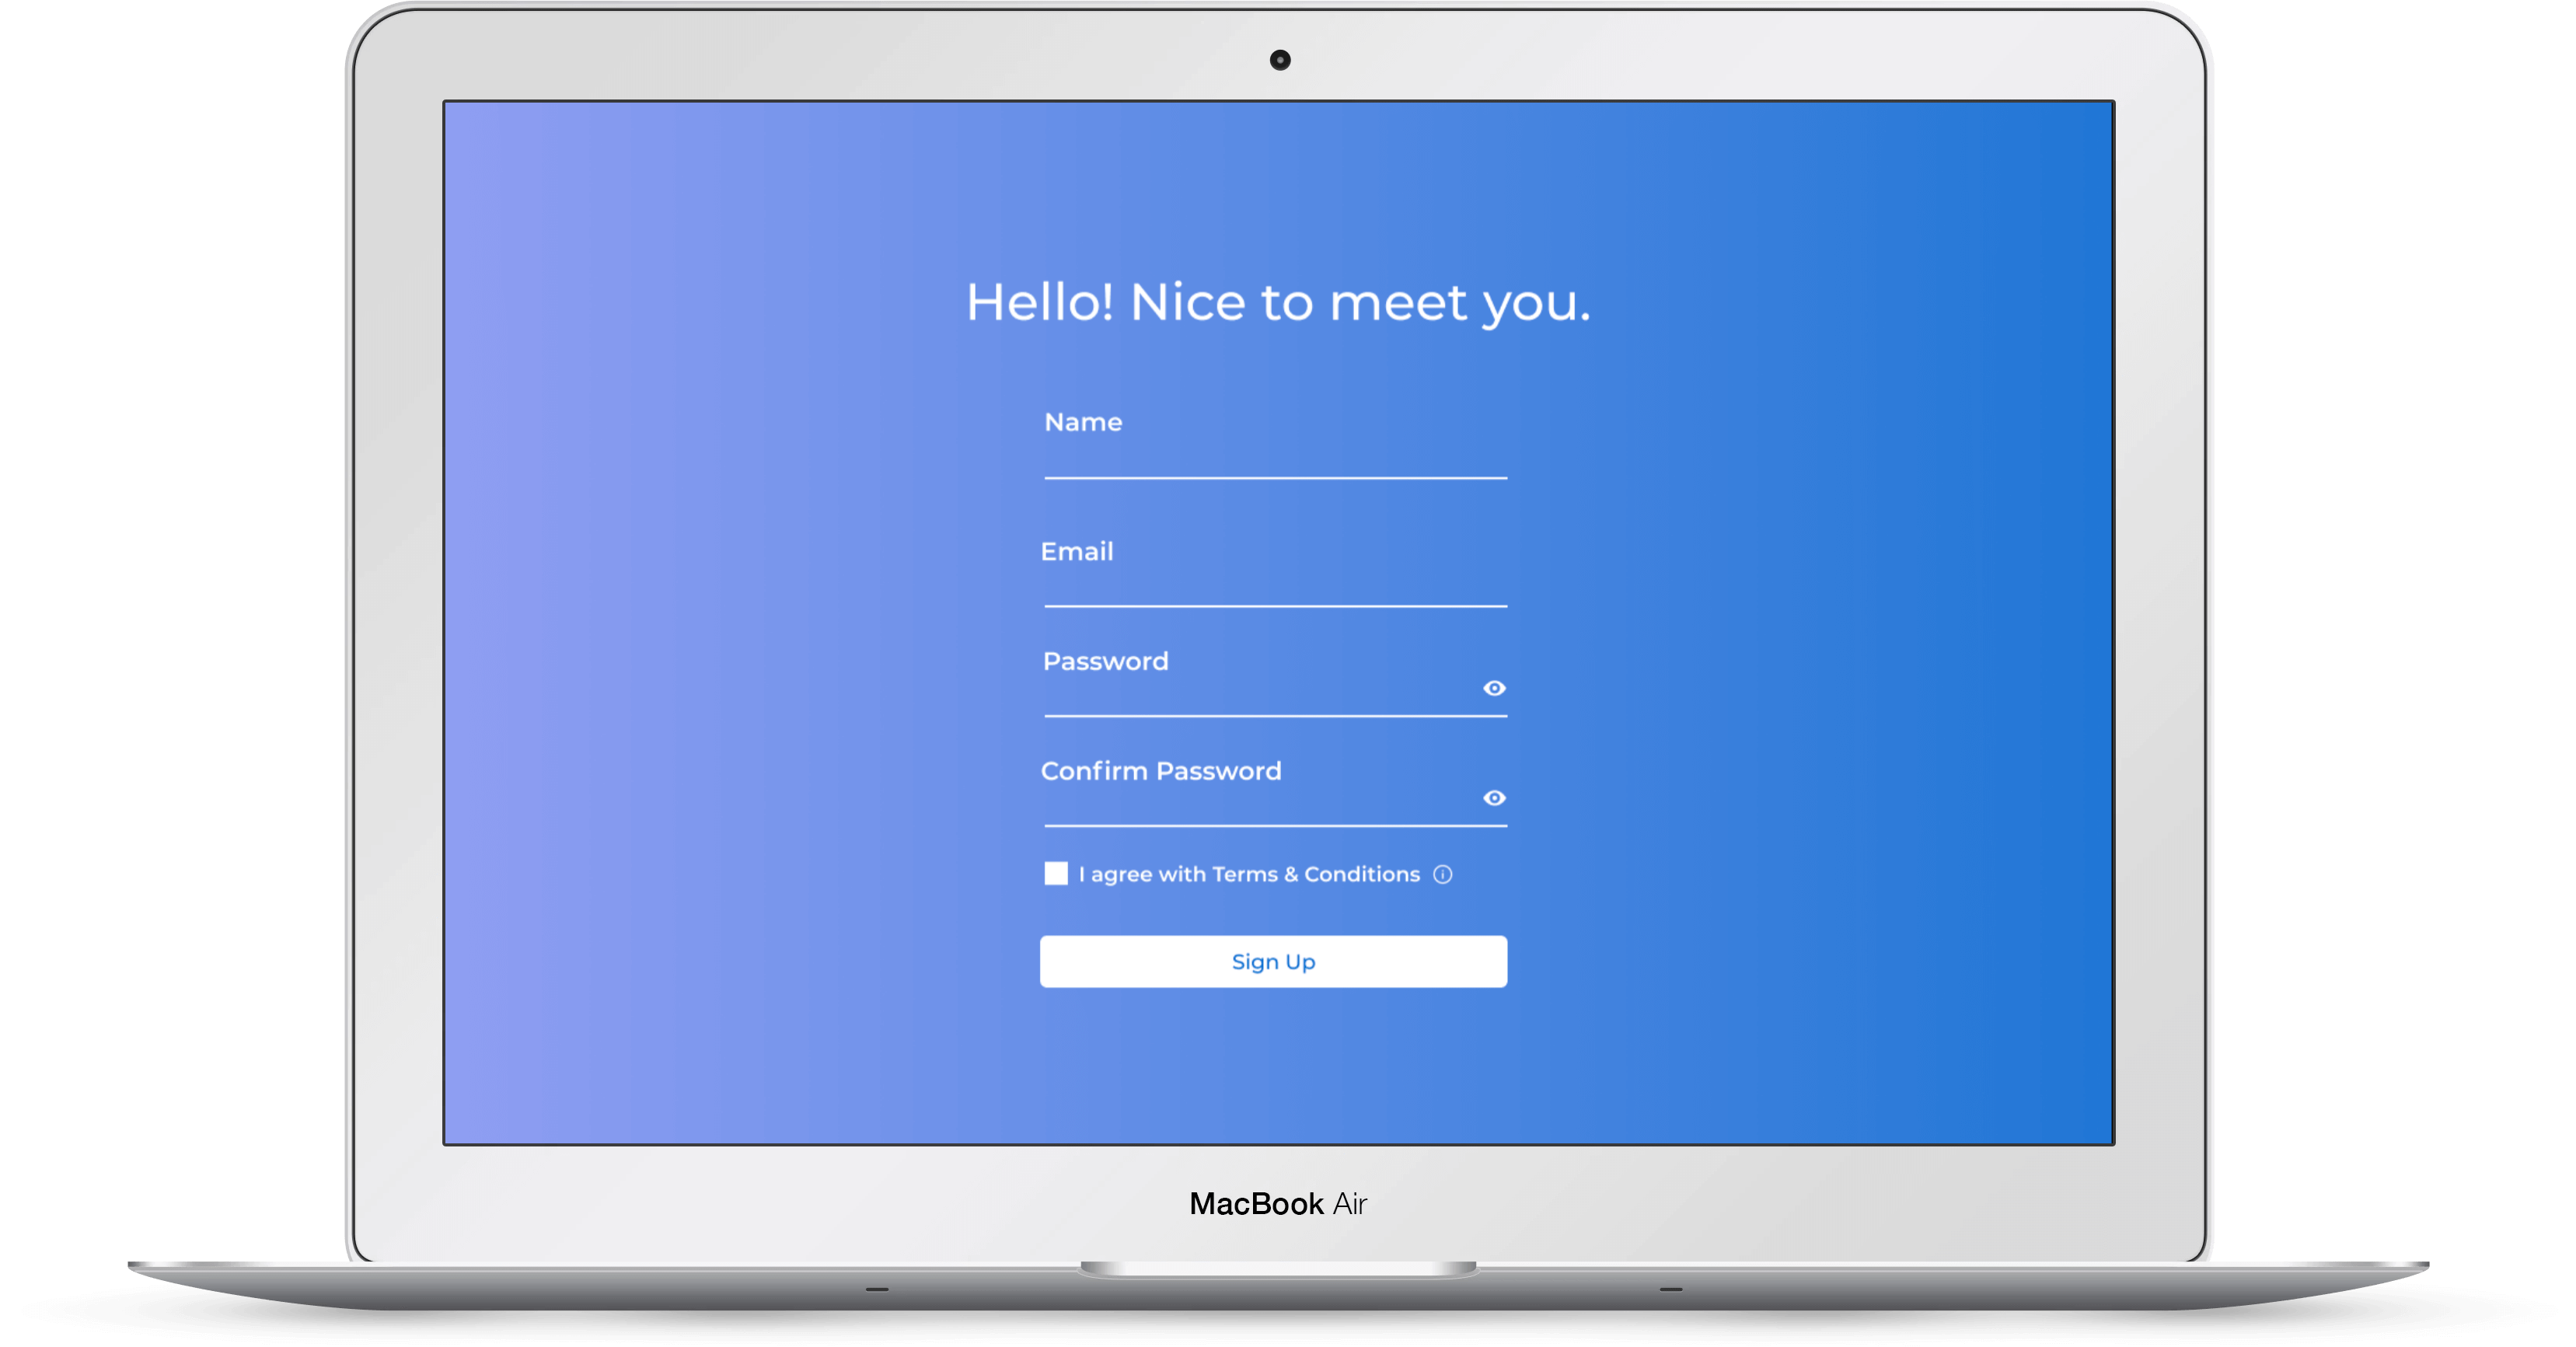 Hello! Nice to meet you.
Name
Email
Password
Confirm Password
I agree with Terms & Conditions
Sign Up
MacBook Air